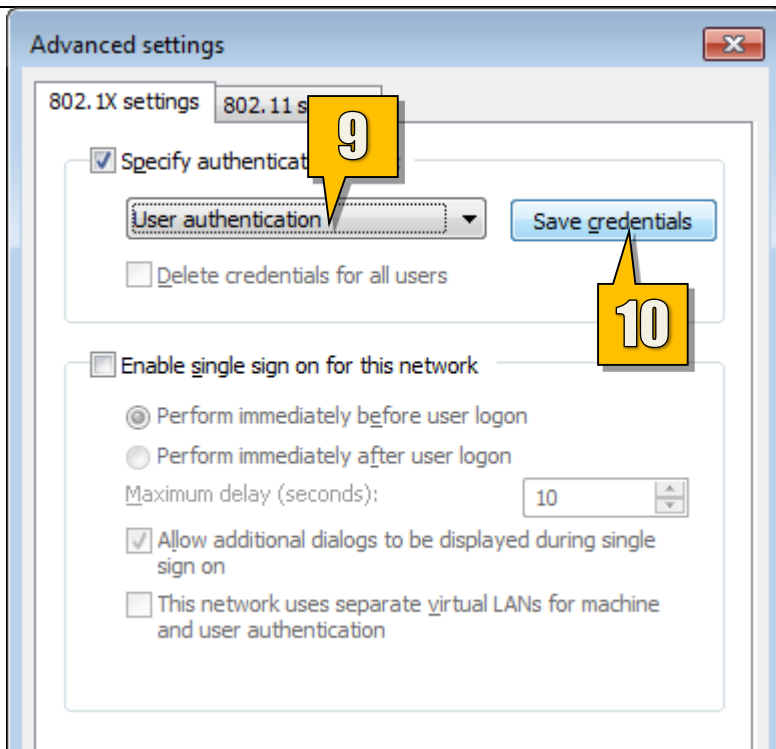 Advanced settings
802.1X settings
802.11 s
9
Specify authenticat
User authentication
Save credentials
Delete credentials for all users
10
Enable single sign on for this network
Perform immediately before user logon
Perform immediately after user logon
Maximum delay (seconds):
10
Allow additional dialogs to be displayed during single
sign on
This network uses separate virtual LANs for machine
and user authentication